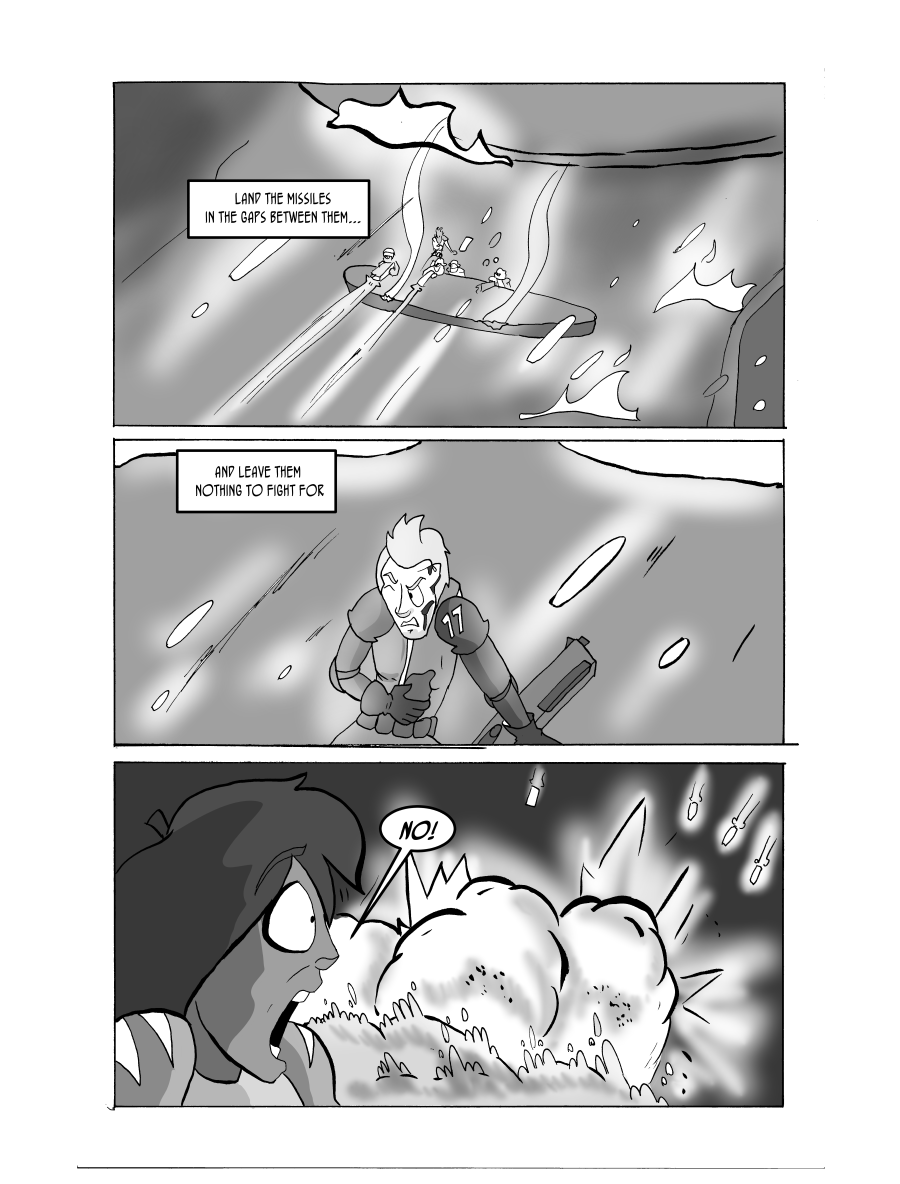 LAND THE MISSILES
IN THE GAPS BETWEEN THEM...
AND LEAVE THEM
NOTHING TO FIGHT FOR
17
NO!